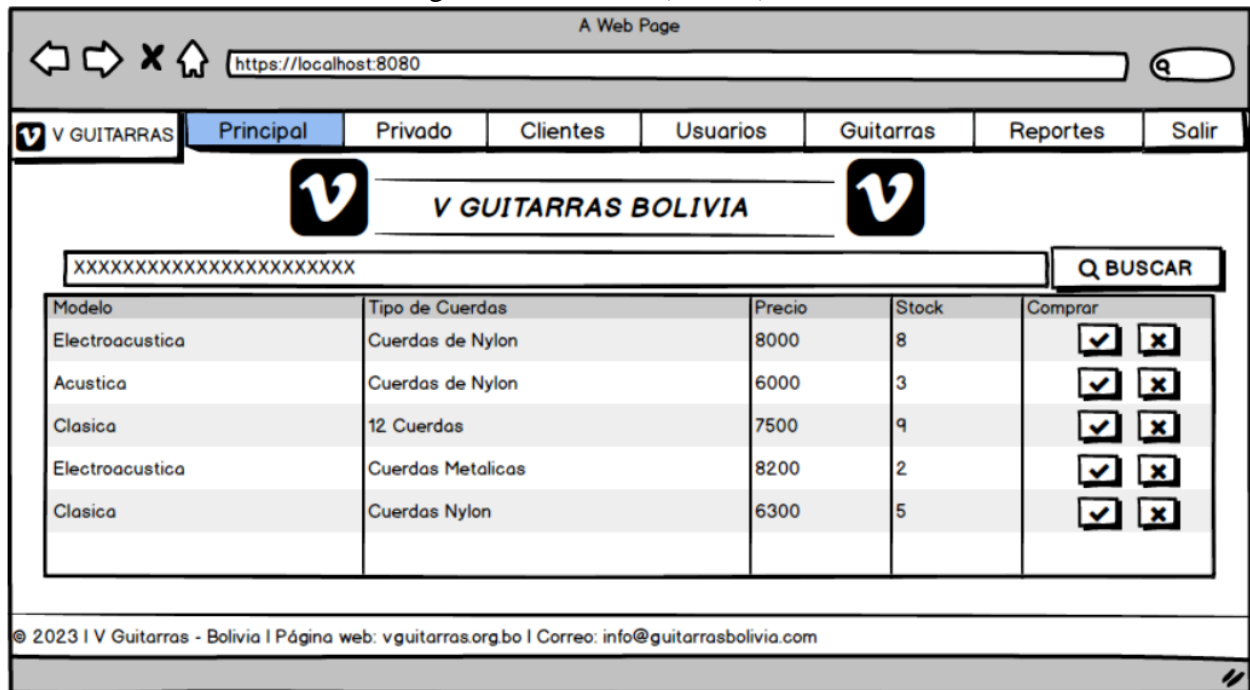 A Web Page
https://localhost:8080
V GUITARRAS Principal Privado Clientes Usuarios Guitarras Reportes Salir
V GUITARRAS BOLIVIA
XXXXXXXXXXXXXXXXXXXXXXX BUSCAR
Modelo Tipo de Cuerdas Precio Stock Comprar
Electroacustica Cuerdas de Nylon 8000 8
Acustica Cuerdas de Nylon 6000 3
Clasica 12 Cuerdas 7500 9
Electroacustica Cuerdas Metalicas 8200 2
Clasica Cuerdas Nylon 6300 5
© 2023 | V Guitarras - Bolivia | Página web: vguitarras.org.bo | Correo: info@guitarrasbolivia.com